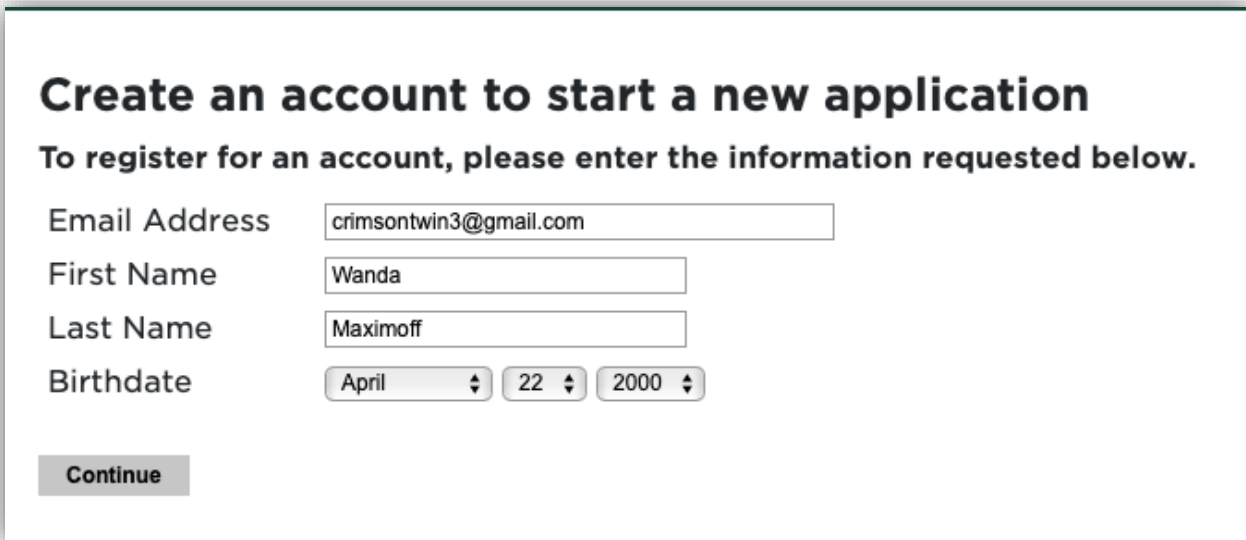 Create an account to start a new application
To register for an account, please enter the information requested below.
Email Address crimsontwin3@gmail.com
First Name Wanda
Last Name Maximoff
Birthdate April 22 2000
Continue